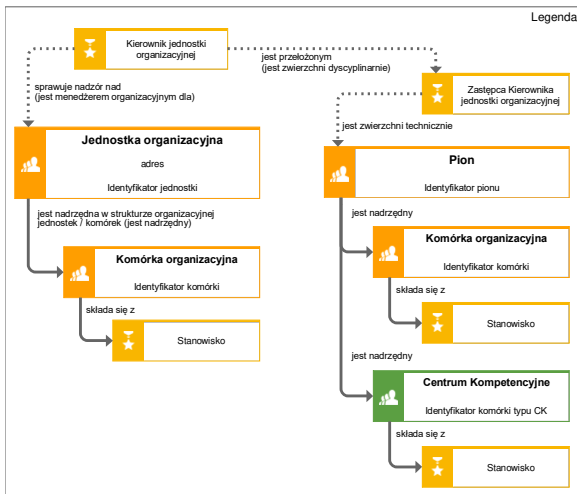 Legenda
Kierownik jednostki
organizacyjnej
jest przełożonym
(jest zwierzchni dyscyplinarnie)
sprawuje nadzór nad
(jest menedżerem organizacyjnym dla)
Zastępca Kierownika
jednostki organizacyjnej
jest zwierzchni technicznie
Jednostka organizacyjna
adres
Identyfikator jednostki
Pion
Identyfikator pionu
jest nadrzędna w strukturze organizacyjnej
jednostek / komórek (jest nadrzędny)
jest nadrzędny
Komórka organizacyjna
Identyfikator komórki
Komórka organizacyjna
Identyfikator komórki
składa się z
Stanowisko
składa się z
Stanowisko
jest nadrzędny
Centrum Kompetencyjne
Identyfikator komórki typu CK
składa się z
Stanowisko